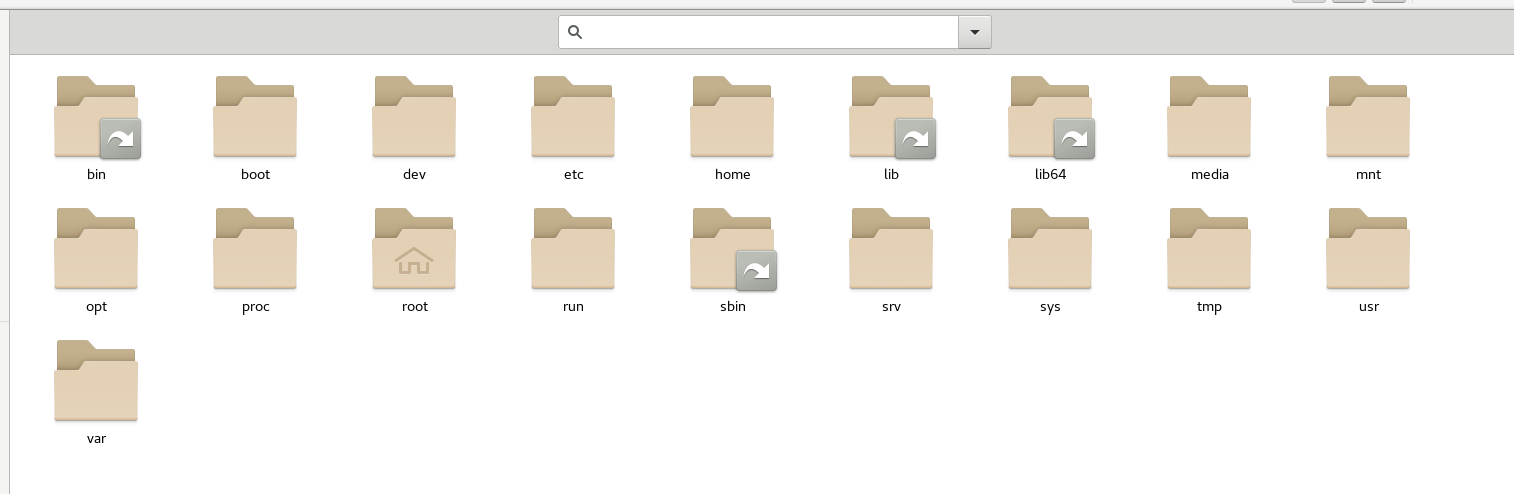 bin boot dev etc home lib lib64 media mnt
opt proc root run sbin srv sys tmp usr
var